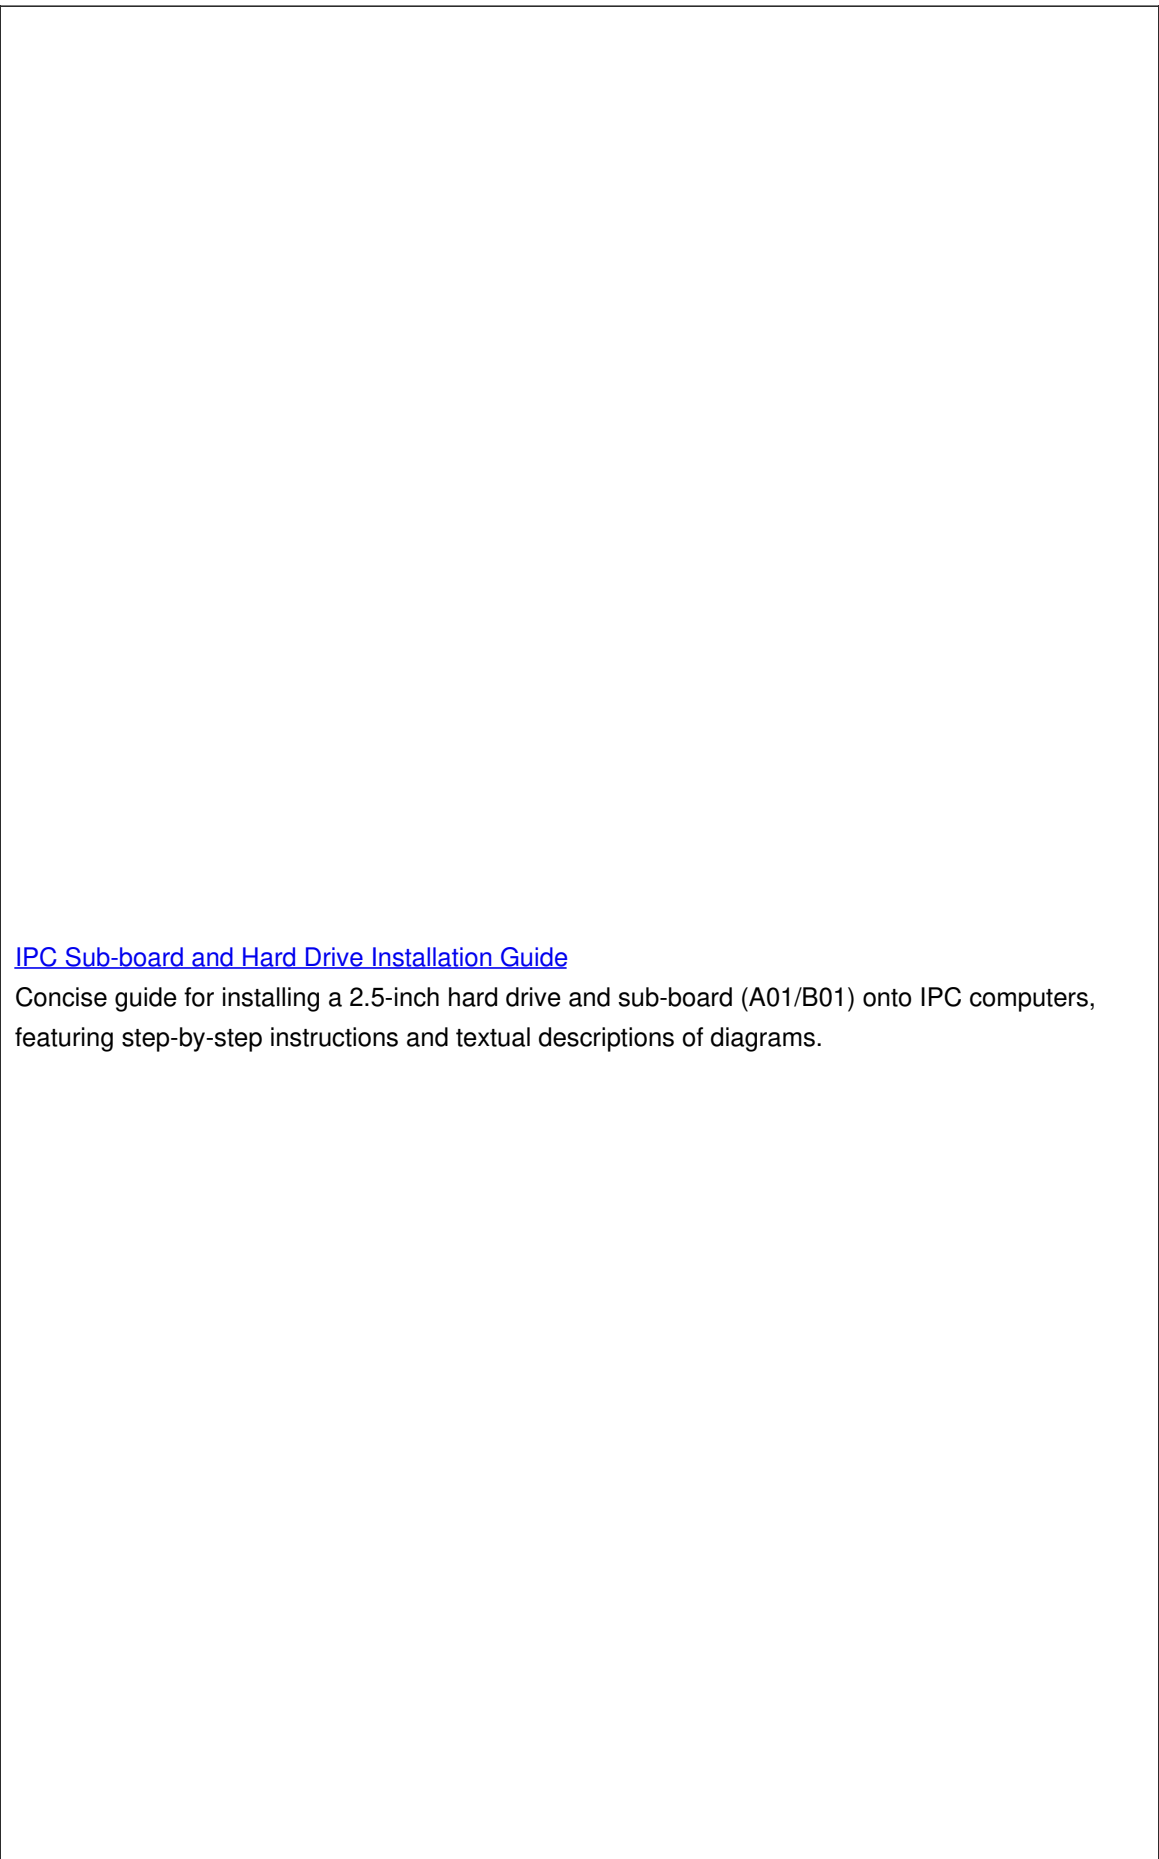 IPC Sub-board and Hard Drive Installation Guide
Concise guide for installing a 2.5-inch hard drive and sub-board (A01/B01) onto IPC computers,
featuring step-by-step instructions and textual descriptions of diagrams.